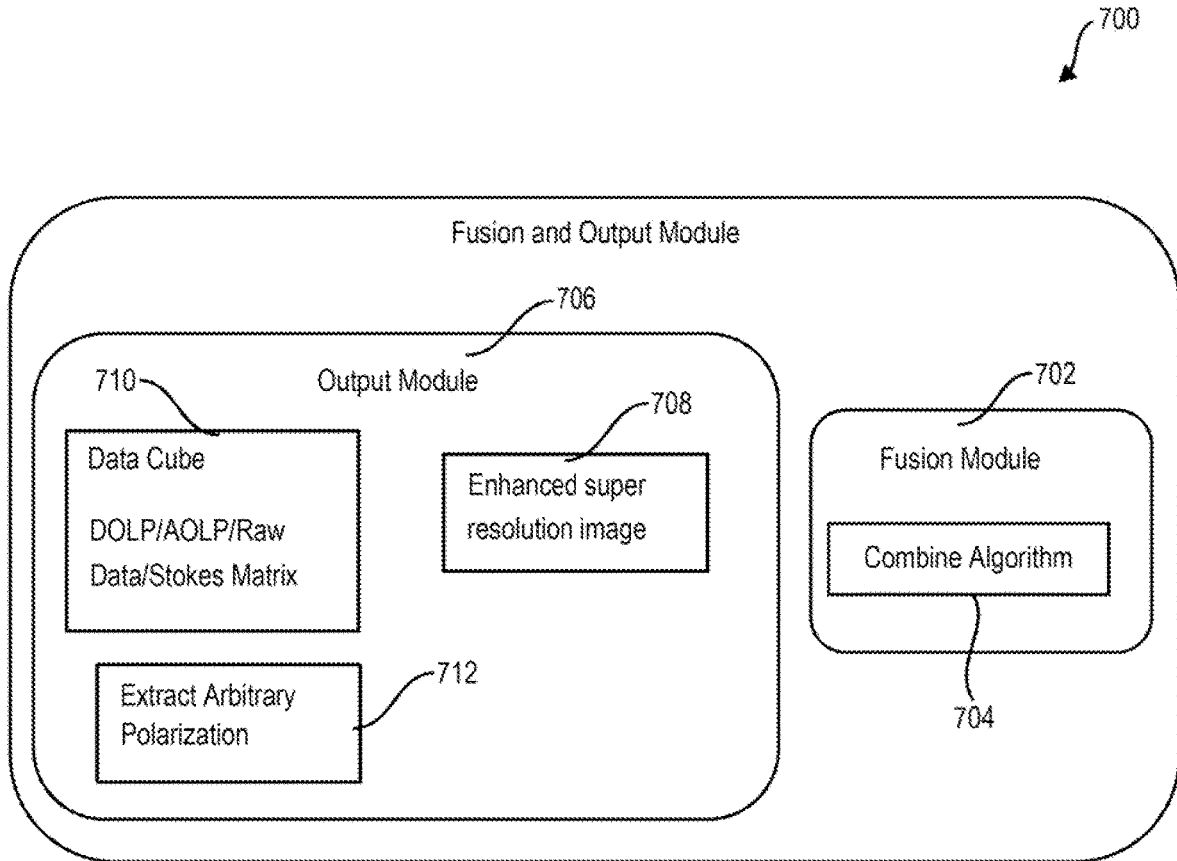 700
Fusion and Output Module
706
710
Output Module
702
708
Data Cube
Fusion Module
Enhanced super
resolution image
DOLP/AOLP/Raw
Data/Stokes Matrix
Combine Algorithm
712
Extract Arbitrary
Polarization
704